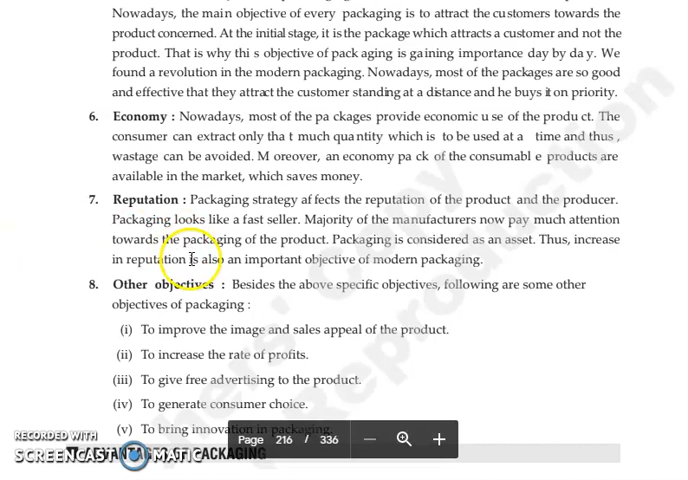 Nowadays, the main objective of every packaging is to attract the customers towards the
product concerned. At the initial stage, it is the package which attracts a customer and not the
product. That is why thi s objective of pack aging is gaining importance day by da y. We
found a revolution in the modern packaging. Nowadays, most of the packages are so good
and effective that they attract the customer standing at a distance and he buys it on priority.
6. Economy : Nowadays, most of the pa ckages provide economic u se of the produ ct. The
consumer can extract only tha t much qua ntity which is to be used at a time and thus ,
wastage can be avoided. M oreover, an economy pa ck of the consumabl e products are
available in the market, which saves money.
7. Reputation : Packaging strategy af fects the reputation of the product and the producer.
Packaging looks like a fast seller. Majority of the manufacturers now pay much attention
towards the packaging of the product. Packaging is considered as an asset. Thus, increase
in reputation is also an important objective of modern packaging.
8. Other objectives : Besides the above specific objectives, following are some other
objectives of packaging :
(i) To improve the image and sales appeal of the product.
(ii) To increase the rate of profits.
(iii) To give free advertising to the product.
(iv) To generate consumer choice.
(v) To bring innovation in packaging.
Page 216 / 336
RECORDED WITH
SCREENCAST MATIC
ADVANTAGES OF PACKAGING
Copy
Reproduction